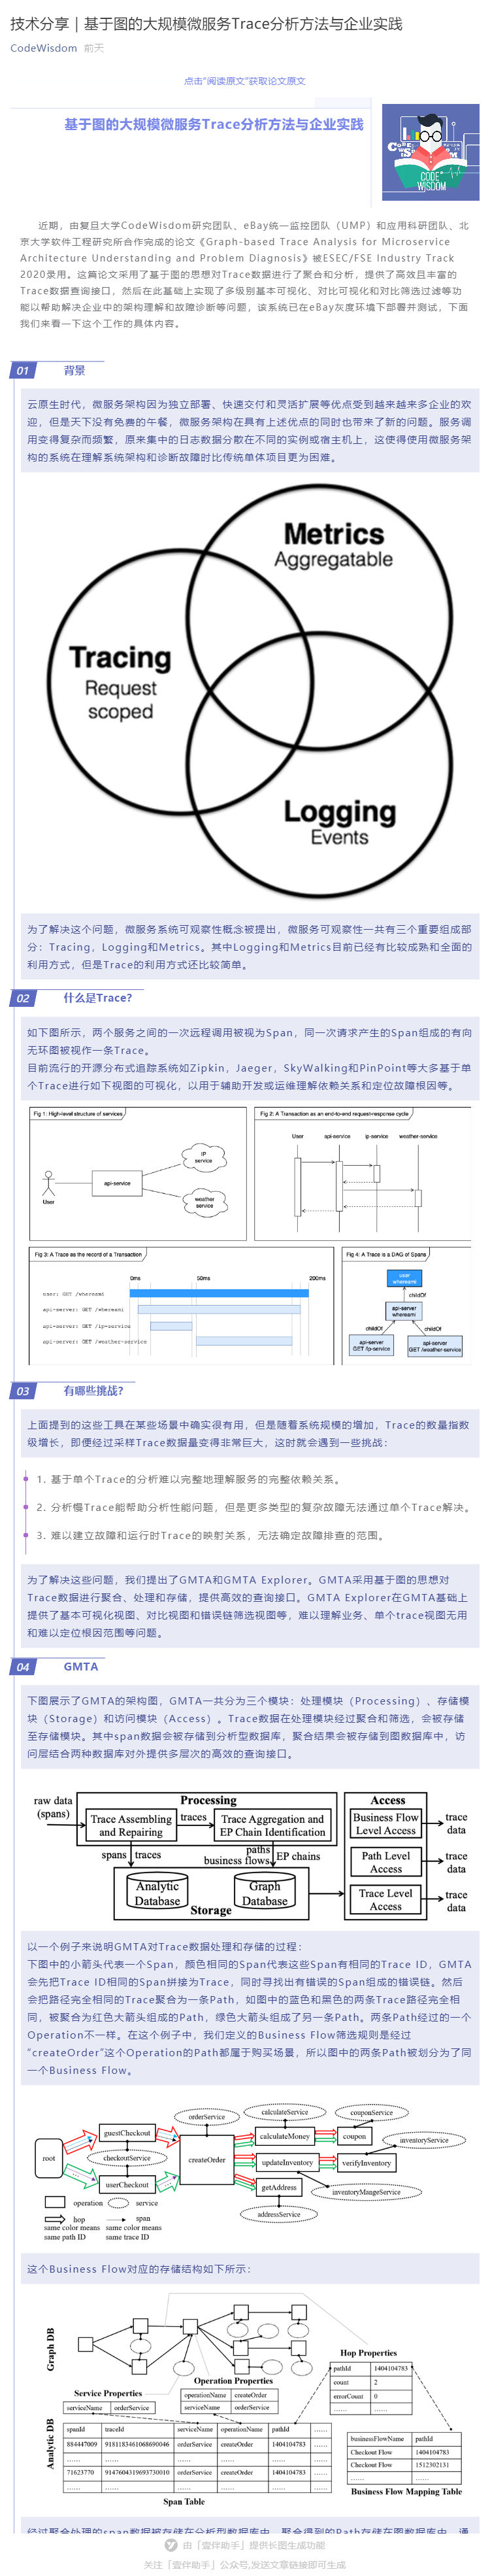 技术分享 | 基于图的大规模微服务Trace分析方法与企业实践
CodeWisdom 前天
点击“阅读原文”获取论文原文
基于图的大规模微服务Trace分析方法与企业实践
CODE
WISDOM
近期，由复旦大学CodeWisdom研究团队、eBay统一监控团队（UMP）和应用科研团队、北
京大学软件工程研究所合作完成的论文《Graph-based Trace Analysis for Microservice
Architecture Understanding and Problem Diagnosis》被ESEC/FSE Industry Track
2020录用。这篇论文采用了基于图的思想对Trace数据进行了聚合和分析，提供了高效且丰富的
Trace数据查询接口，然后在此基础上实现了多级别基本可视化、对比可视化和对比筛选过滤等功
能以帮助解决企业中的架构理解和故障诊断等问题，该系统已在eBay灰度环境下部署并测试，下面
我们来看一下这个工作的具体内容。
01 背景
云原生时代，微服务架构因为独立部署、快速交付和灵活扩展等优点受到越来越多企业的欢
迎，但是天下没有免费的午餐，微服务架构在具有上述优点的同时也带来了新的问题。服务调
用变得复杂而频繁，原来集中的日志数据分散在不同的实例或宿主机上，这使得使用微服务架
构的系统在理解系统架构和诊断故障时比传统单体项目更为困难。
Metrics
Aggregatable
Tracing
Request
scoped
Logging
Events
为了解决这个问题，微服务系统可观察性概念被提出，微服务可观察性一共有三个重要组成部
分：Tracing，Logging和Metrics。其中Logging和Metrics目前已经有比较成熟和全面的
利用方式，但是Trace的利用方式还比较简单。
02 什么是Trace?
如下图所示，两个服务之间的一次远程调用被视为Span，同一次请求产生的Span组成的有向
无环图被视作一条Trace。
目前流行的开源分布式追踪系统如Zipkin，Jaeger，SkyWalking和PinPoint等大多基于单
个Trace进行如下视图的可视化，以用于辅助开发或运维理解依赖关系和定位故障根因等。
Fig 1: High-level structure of services
User
api-service
IP
service
weather
service
Fig 2: A Transaction as an end-to-end request-response cycle
User api-service ip-service weather-service
Fig 3: A Trace as the record of a Transaction
0ms 50ms 200ms
user: GET /whereami
api-server: GET /whereami
api-server: GET /ip-service
api-server: GET /weather-service
Fig 4: A Trace is a DAG of Spans
user
whereami
childOf
api-server
whereami
childOf childOf
api-server
GET /ip-service
api-server
GET /weather-service
03 有哪些挑战?
上面提到的这些工具在某些场景中确实很有用，但是随着系统规模的增加，Trace的数量指数
级增长，即便经过采样Trace数据量变得非常巨大，这时就会遇到一些挑战：
1. 基于单个Trace的分析难以完整地理解服务的完整依赖关系。
2. 分析慢Trace能帮助分析性能问题，但是更多类型的复杂故障无法通过单个Trace解决。
3. 难以建立故障和运行时Trace的映射关系，无法确定故障排查的范围。
为了解决这些问题，我们提出了GMTA和GMTA Explorer。GMTA采用基于图的思想对
Trace数据进行聚合、处理和存储，提供高效的查询接口。GMTA Explorer在GMTA基础上
提供了基本可视化视图、对比视图和错误链筛选视图等，难以理解业务、单个trace视图无用
和难以定位根因范围等问题。
04 GMTA
下图展示了GMTA的架构图，GMTA一共分为三个模块：处理模块（Processing）、存储模
块（Storage）和访问模块（Access）。Trace数据在处理模块经过聚合和筛选，会被存储
至存储模块。其中span数据会被存储到分析型数据库，聚合结果会被存储到图数据库中，访
问层结合两种数据库对外提供多层次的高效的查询接口。
raw data
(spans)
Processing
Trace Assembling
and Repairing
traces
Trace Aggregation and
EP Chain Identification
spans traces
paths
business flows
EP chains
Analytic
Database
Graph
Database
Storage
Access
Business Flow
Level Access
trace
data
Path Level
Access
trace
data
Trace Level
Access
trace
data
以一个例子来说明GMTA对Trace数据处理和存储的过程：
下图中的小箭头代表一个Span，颜色相同的Span代表这些Span有相同的Trace ID，GMTA
会先把Trace ID相同的Span拼接为Trace，同时寻找出有错误的Span组成的错误链。然后
会把路径完全相同的Trace聚合为一条Path，如图中的蓝色和黑色的两条Trace路径完全相
同，被聚合为红色大箭头组成的Path，绿色大箭头组成了另一条Path。两条Path经过的一个
Operation不一样。在这个例子中，我们定义的Business Flow筛选规则是经过
“createOrder”这个Operation的Path都属于购买场景，所以图中的两条Path被划分为了同
一个Business Flow。
root
guestCheckout
checkoutService
userCheckout
orderService
createOrder
calculateService
calculateMoney
couponService
coupon
updateInventory
inventoryService
verifyInventory
getAddress
inventoryMangeService
addressService
operation service
hop span
same color means same color means
same path ID same trace ID
这个Business Flow对应的存储结构如下所示：
Graph DB
Analytic DB
Service Properties
serviceName orderService
Operation Properties
operationName createOrder
serviceName orderService
Hop Properties
pathId 1404104783
count 2
errorCount 0
...... ......
spanId traceId serviceName operationName pathId ......
884447009 9181183461068690046 orderService createOrder 1404104783 ......
...... ...... ...... ...... ...... ......
71623770 9147604319693730010 orderService createOrder 1404104783 ......
...... ...... ...... ...... ...... ......
Span Table
businessFlowName pathId
Checkout Flow 1404104783
Checkout Flow 1512302131
...... ......
Business Flow Mapping Table
经过聚合处理的span数据被存储在分析型数据库中，聚合得到的Path存储在图数据库中，通
由「壹伴助手」提供长图生成功能
关注「壹伴助手」公众号,发送文章链接即可生成